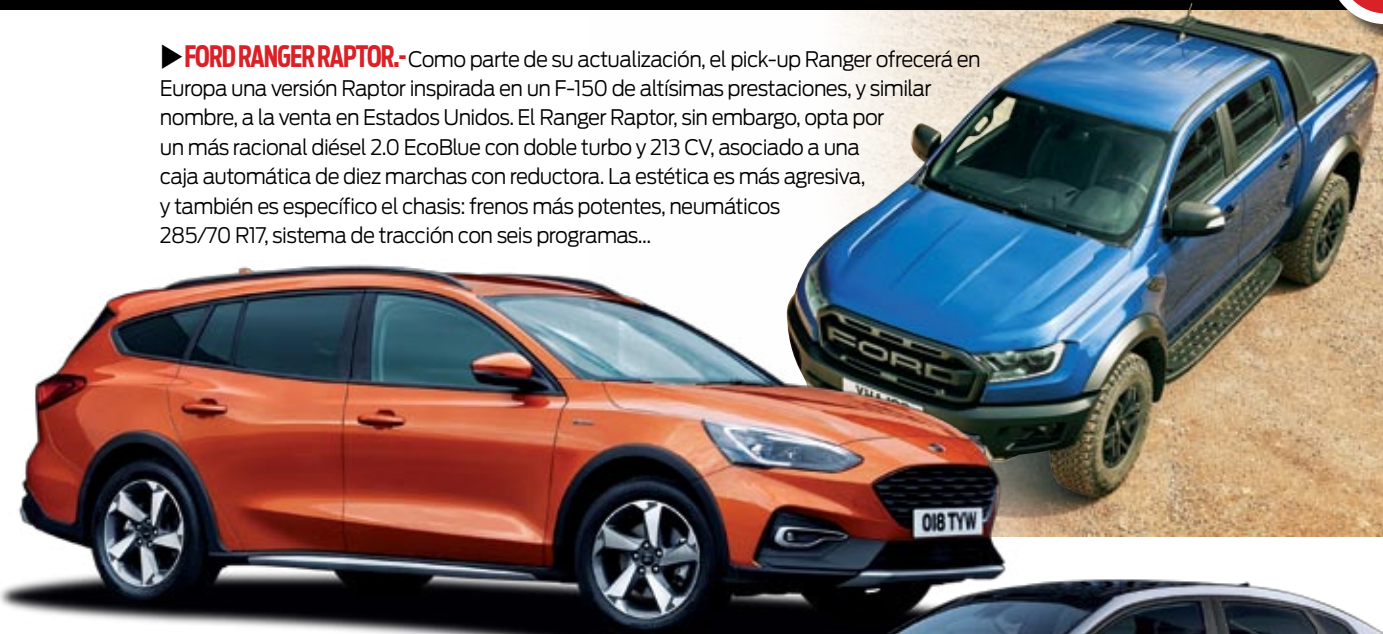 ▶FORD RANGER RAPTOR.- Como parte de su actualización, el pick-up Ranger ofrecerá en
Europa una versión Raptor inspirada en un F-150 de altísimas prestaciones, y similar
nombre, a la venta en Estados Unidos. El Ranger Raptor, sin embargo, opta por
un más racional diésel 2.0 EcoBlue con doble turbo y 213 CV, asociado a una
caja automática de diez marchas con reductora. La estética es más agresiva,
y también es específico el chasis: frenos más potentes, neumáticos
285/70 R17, sistema de tracción con seis programas...
FORD
018 TYW